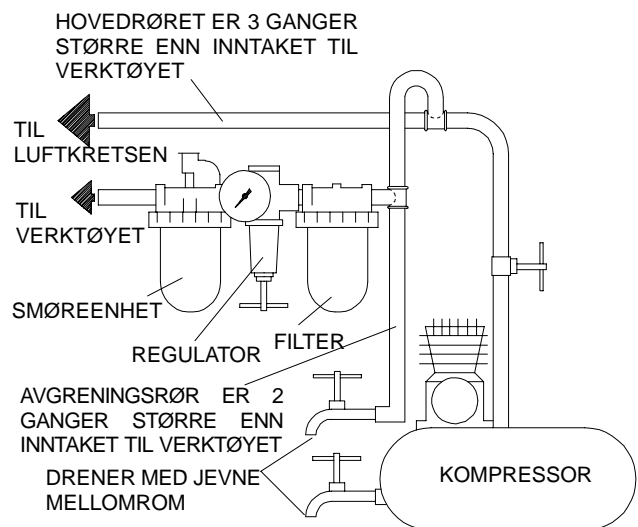 HOVEDRØRET ER 3 GANGER
STØRRE ENN INNTAKET TIL
VERKTØYET
TIL
LUFTKRETSEN
TIL
VERKTØYET
SMØREENHET
REGULATOR
FILTER
AVGRENINGSRØR ER 2
GANGER STØRRE ENN
INNTAKET TIL VERKTØYET
DRENER MED JEVNE
MELLOMROM
KOMPRESSOR